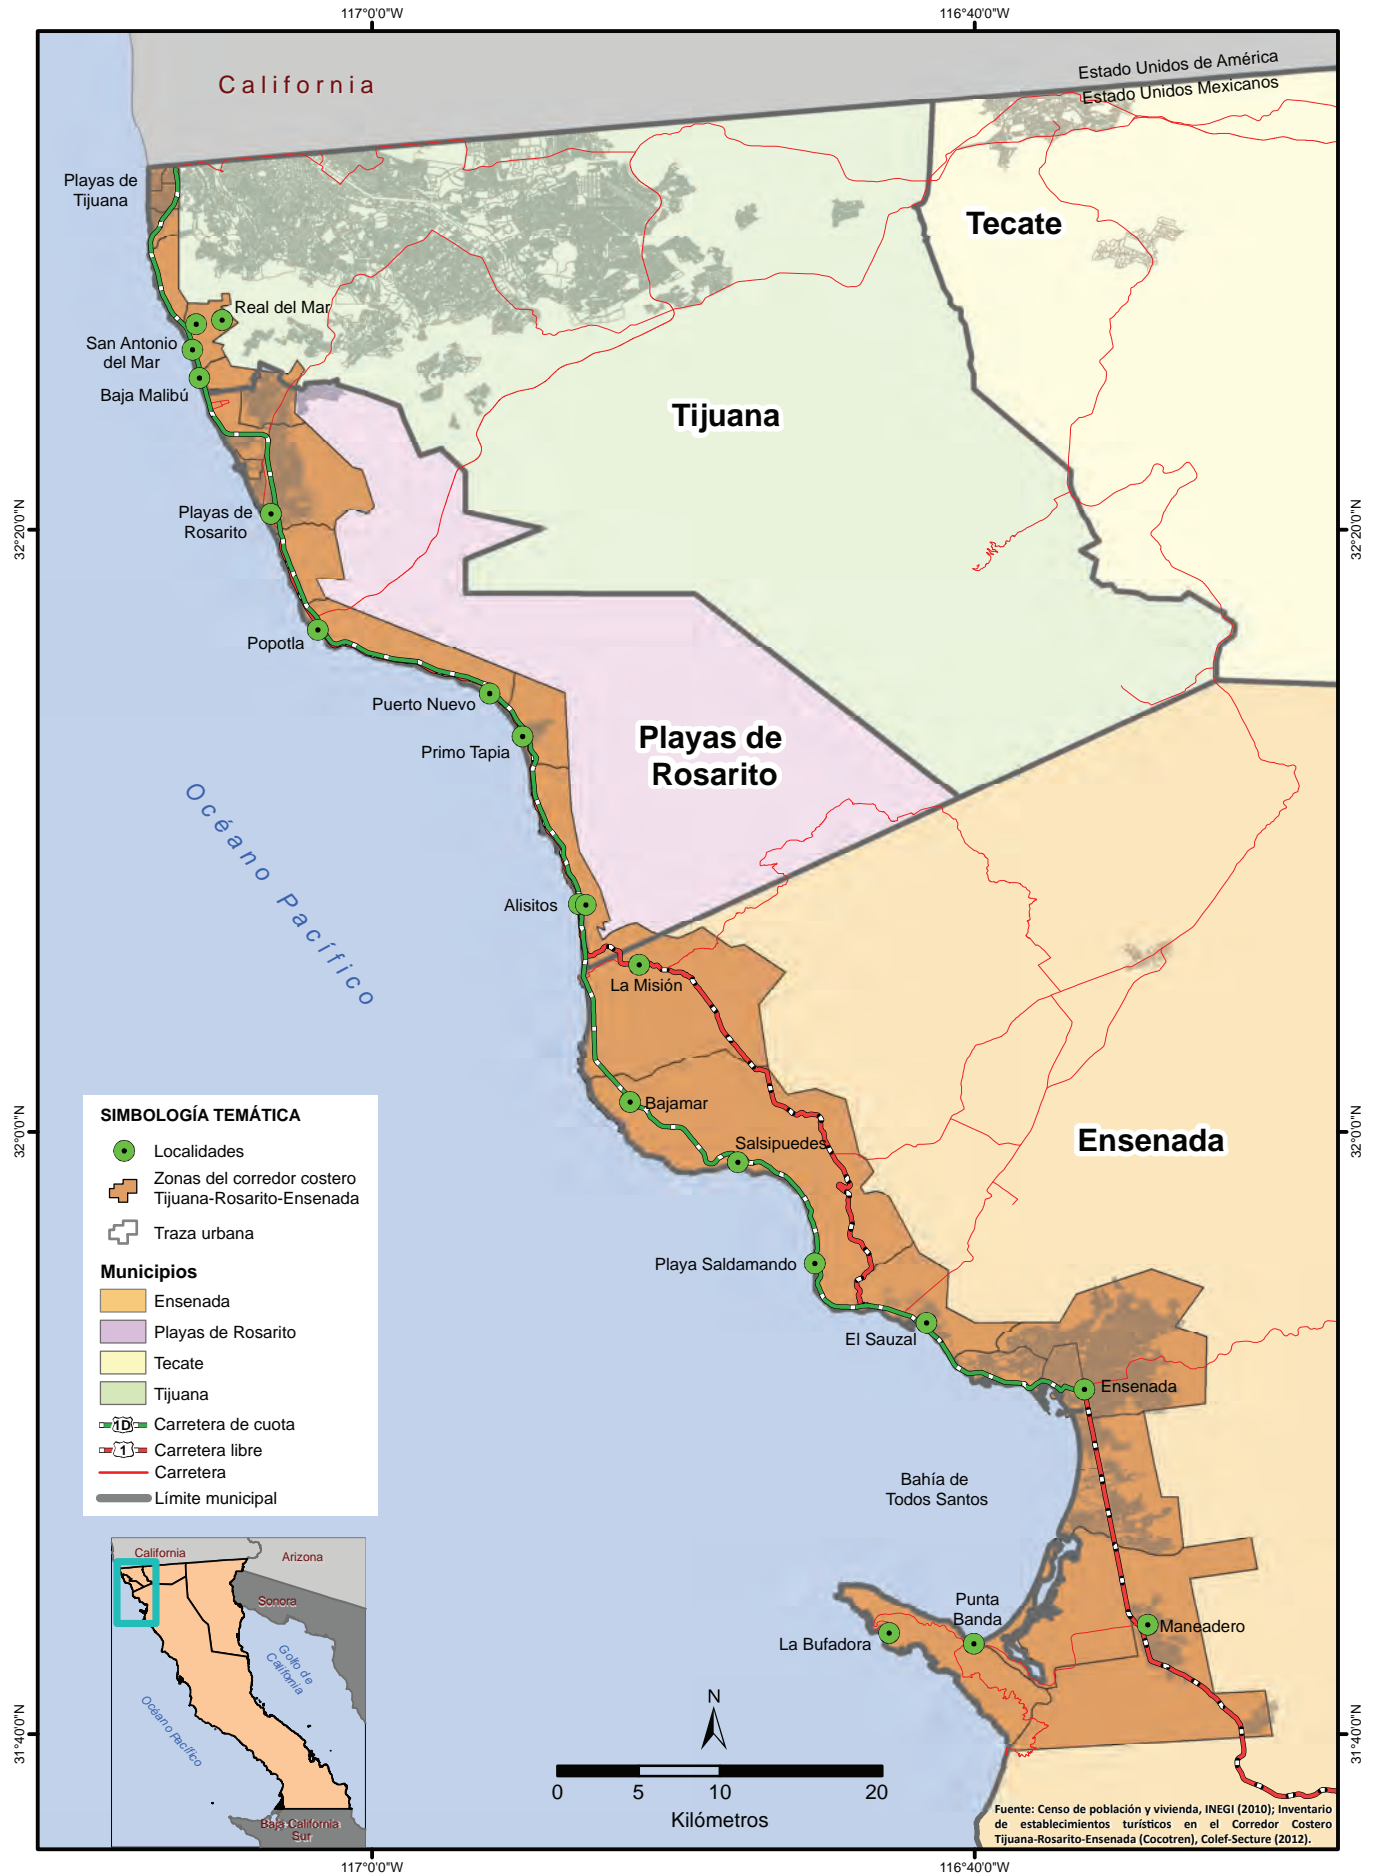 117°0'0"W
116°40'0"W
California
Estado Unidos de América
Estado Unidos Mexicanos
Playas de
Tijuana
Tecate
Real del Mar
San Antonio
del Mar
Baja Malibú
Tijuana
32°20'0"N
32°20'0"N
Playas de
Rosarito
Popotla
Puerto Nuevo
Primo Tapia
Playas de
Rosarito
Océano Pacífico
Alisitos
La Misión
Bajamar
Salsipuedes
Ensenada
32°0'0"N
32°0'0"N
Playa Saldamando
El Sauzal
Ensenada
Bahía de
Todos Santos
Punta
Banda
La Bufadora
Maneadero
31°40'0"N
31°40'0"N
SIMBOLOGÍA TEMÁTICA
Localidades
Zonas del corredor costero
Tijuana-Rosarito-Ensenada
Traza urbana
Municipios
Ensenada
Playas de Rosarito
Tecate
Tijuana
1D Carretera de cuota
1 Carretera libre
Carretera
Límite municipal
California
Arizona
Sonora
Golfo de
California
Océano Pacífico
Baja California
Sur
N
0 5 10 20
Kilómetros
Fuente: Censo de población y vivienda, INEGI (2010); Inventario
de establecimientos turísticos en el Corredor Costero
Tijuana-Rosarito-Ensenada (Cocotren), Colef-Secture (2012).
117°0'0"W
116°40'0"W